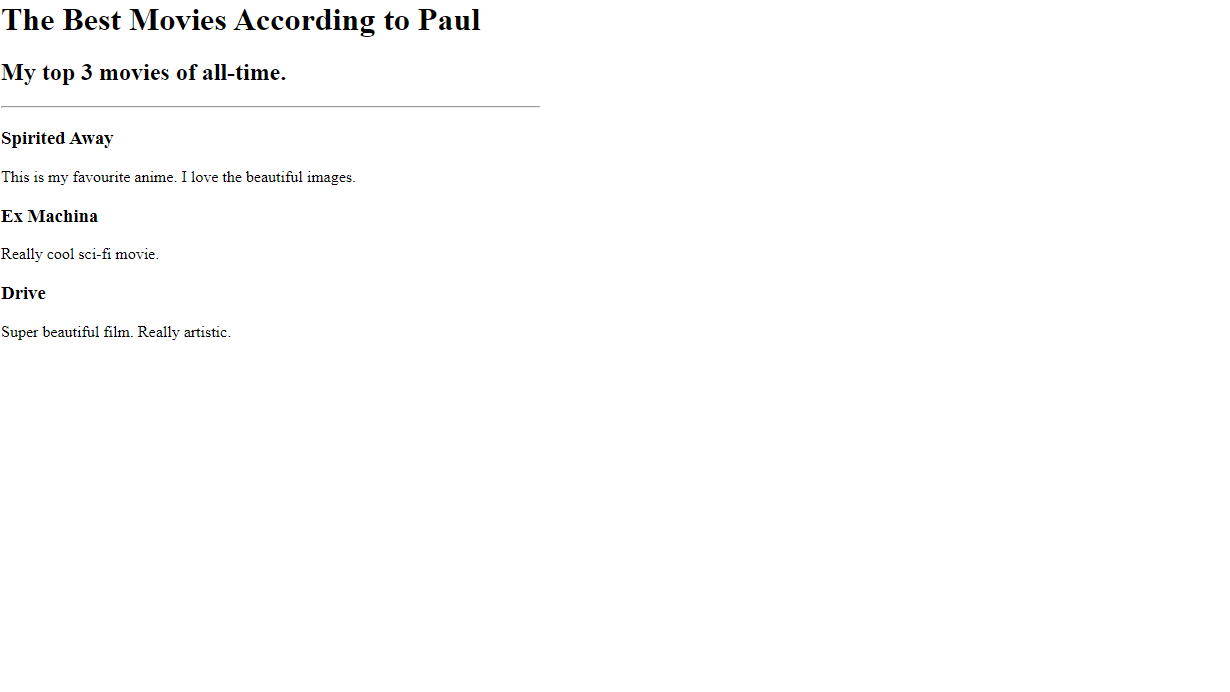 The Best Movies According to Paul
My top 3 movies of all-time.
Spirited Away
This is my favourite anime. I love the beautiful images.
Ex Machina
Really cool sci-fi movie.
Drive
Super beautiful film. Really artistic.